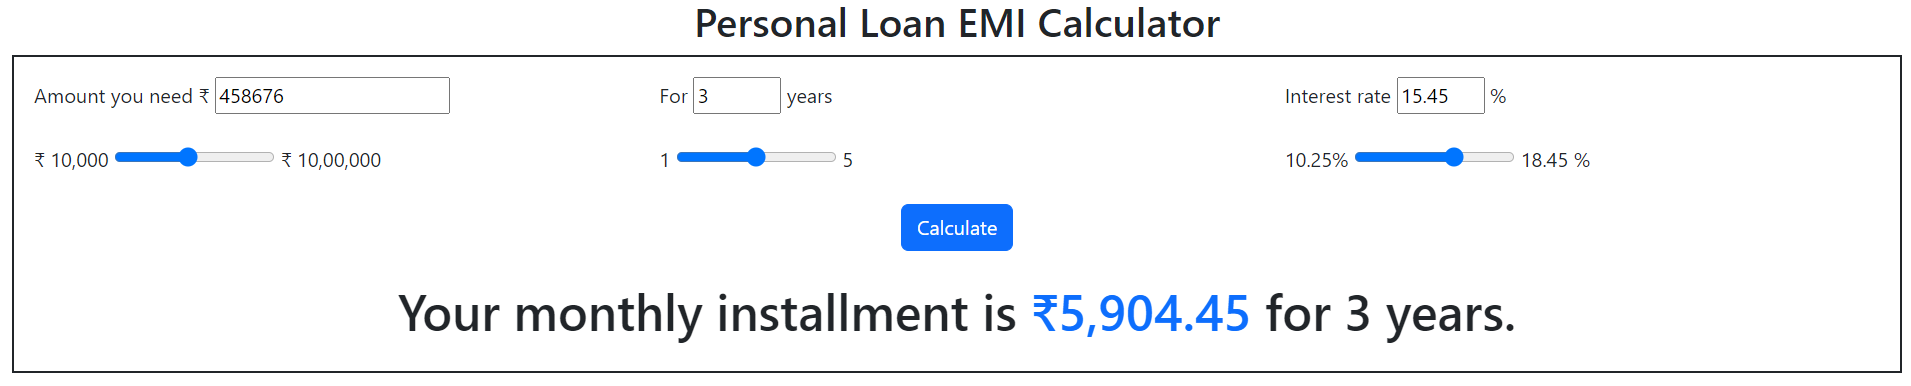 Personal Loan EMI Calculator
Amount you need ₹ 458676 For 3 years Interest rate 15.45 %
₹ 10,000 ₹ 10,00,000 1 5 10.25% 18.45 %
Calculate
Your monthly installment is ₹5,904.45 for 3 years.